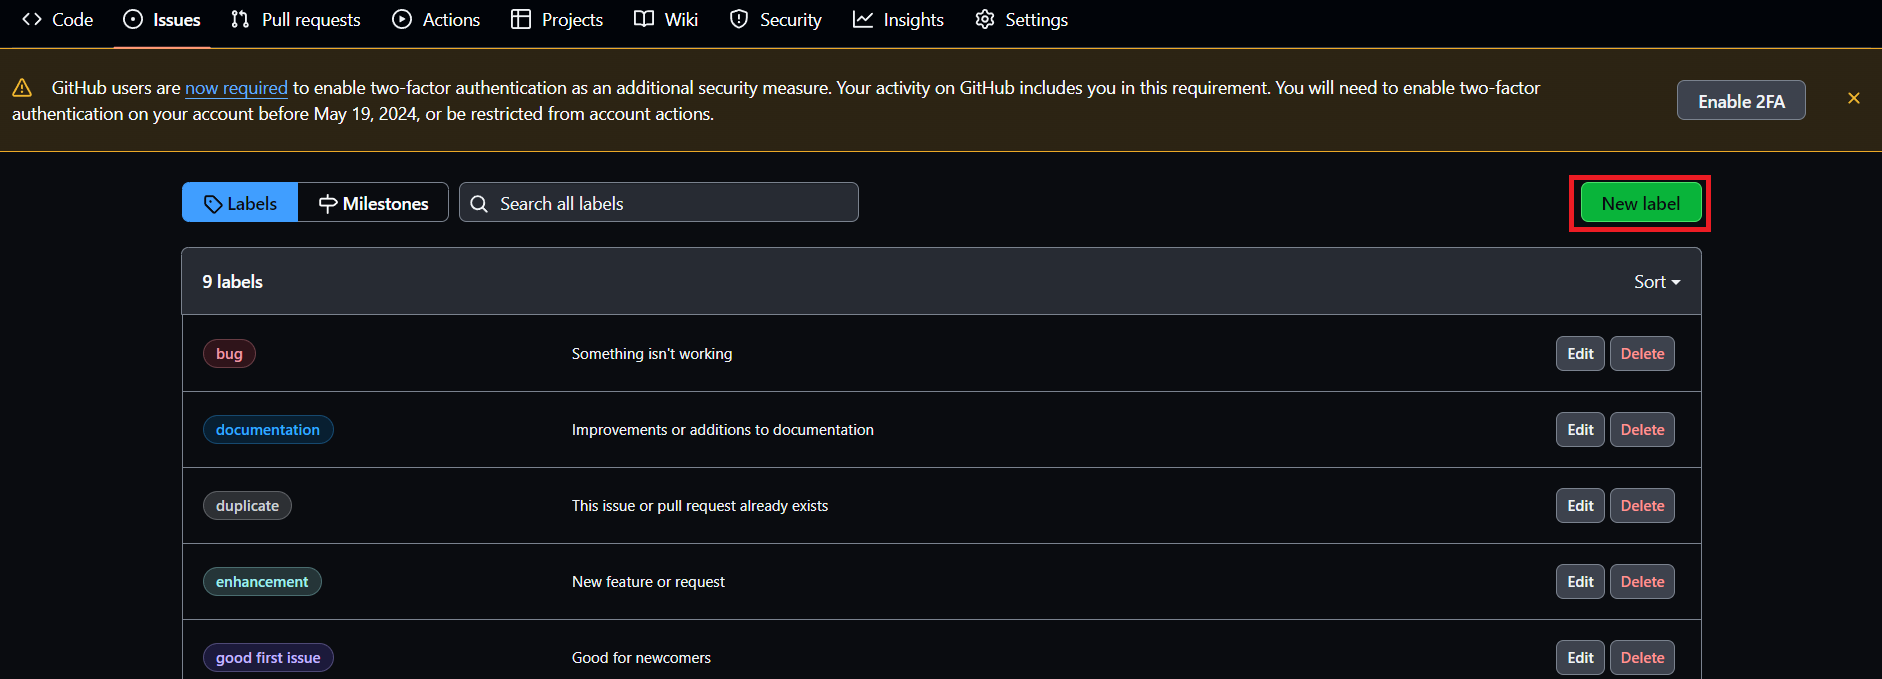 Code Issues Pull requests Actions Projects Wiki Security Insights Settings
GitHub users are now required to enable two-factor authentication as an additional security measure. Your activity on GitHub includes you in this requirement. You will need to enable two-factor
authentication on your account before May 19, 2024, or be restricted from account actions.
Enable 2FA
Labels Milestones Search all labels New label
9 labels Sort
bug Something isn't working Edit Delete
documentation Improvements or additions to documentation Edit Delete
duplicate This issue or pull request already exists Edit Delete
enhancement New feature or request Edit Delete
good first issue Good for newcomers Edit Delete